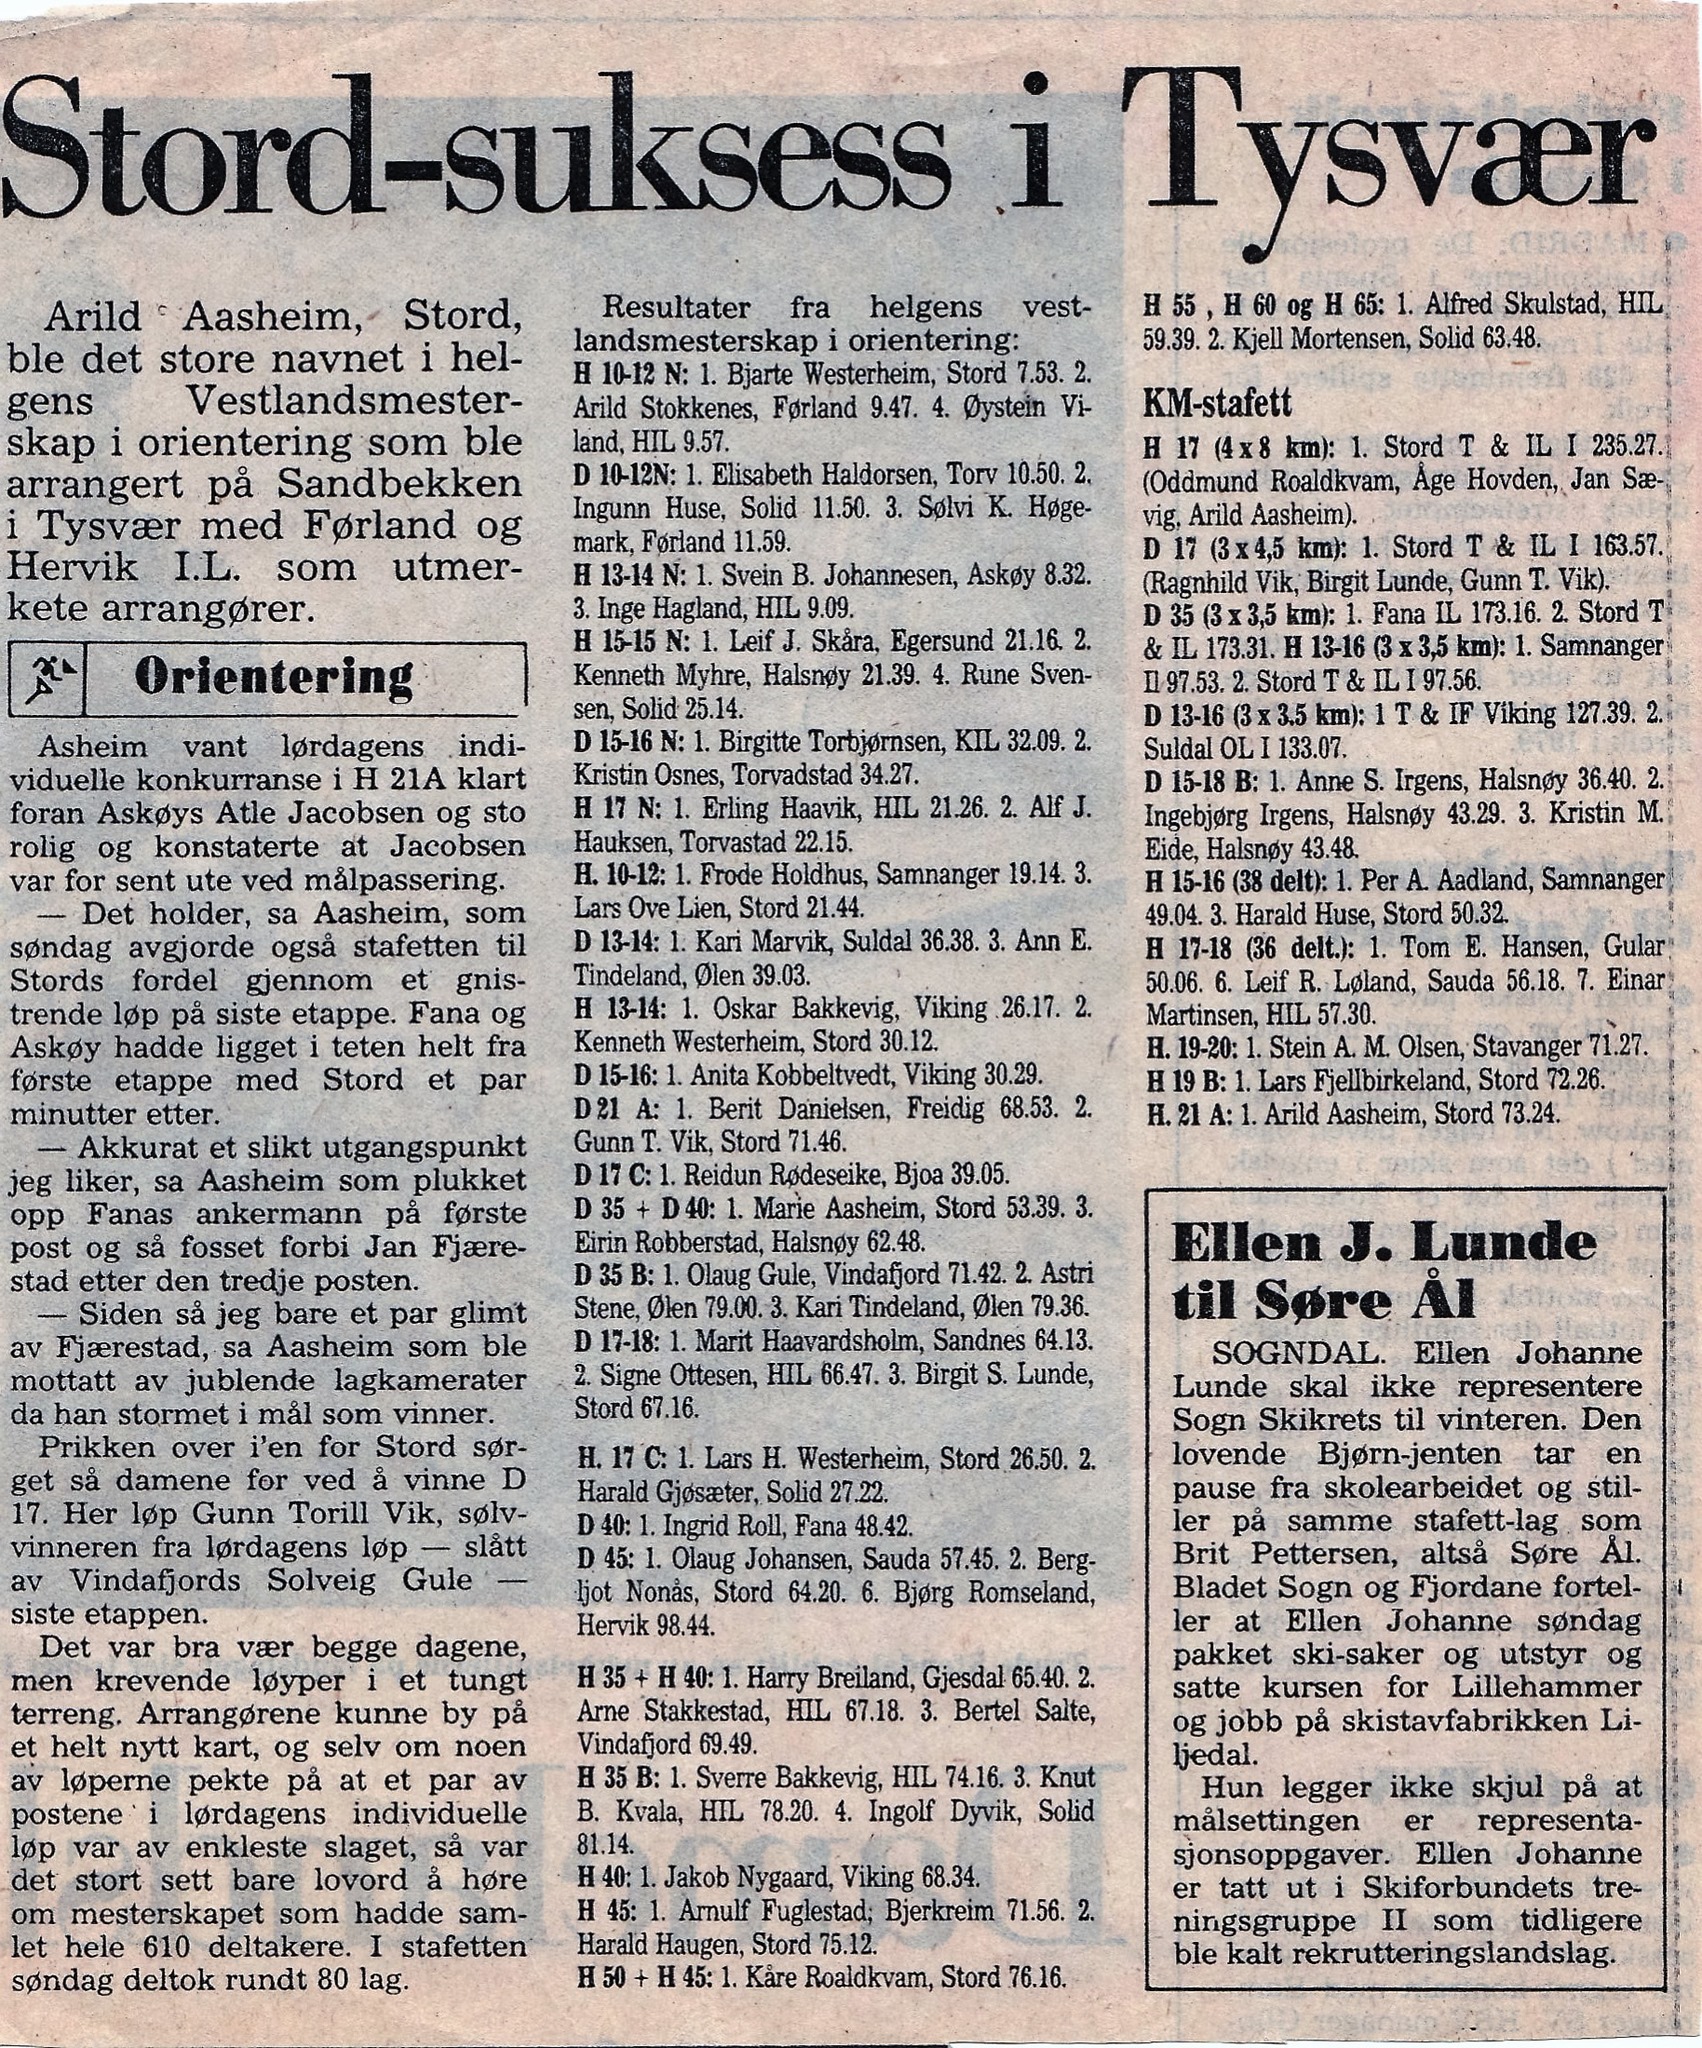 Stord-suksess i Tysvær
Arild Aasheim, Stord,
ble det store navnet i hel-
gens Vestlandsmester-
skap i orientering som ble
arrangert på Sandbekken
i Tysvær med Førland og
Hervik I.L. som utmer-
kete arrangører.
Orientering
Asheim vant lørdagens indi-
viduelle konkurranse i H 21A klart
foran Askøys Atle Jacobsen og sto
rolig og konstaterte at Jacobsen
var for sent ute ved målpassering.
— Det holder, sa Aasheim, som
søndag avgjorde også stafetten til
Stords fordel gjennom et gnis-
trende løp på siste etappe. Fana og
Askøy hadde ligget i teten helt fra
første etappe med Stord et par
minutter etter.
— Akkurat et slikt utgangspunkt
jeg liker, sa Aasheim som plukket
opp Fanas ankermann på første
post og så fosset forbi Jan Fjære-
stad etter den tredje posten.
— Siden så jeg bare et par glimt
av Fjærestad, sa Aasheim som ble
mottatt av jublende lagkamerater
da han stormet i mål som vinner.
Prikken over i'en for Stord sør-
get så damene for ved å vinne D
17. Her løp Gunn Torill Vik, sølv-
vinneren fra lørdagens løp — slått
av Vindafjords Solveig Gule —
siste etappen.
Det var bra vær begge dagene,
men krevende løyper i et tungt
terreng. Arrangørene kunne by på
et helt nytt kart, og selv om noen
av løperne pekte på at et par av
postene i lørdagens individuelle
løp var av enkleste slaget, så var
det stort sett bare lovord å høre
om mesterskapet som hadde sam-
let hele 610 deltakere. I stafetten
søndag deltok rundt 80 lag.
Resultater fra helgens vest-
landsmesterskap i orientering:
H 10-12 N: 1. Bjarte Westerheim, Stord 7.53. 2.
Arild Stokkenes, Førland 9.47. 4. Øystein Vi-
land, HIL 9.57.
D 10-12N: 1. Elisabeth Haldorsen, Torv 10.50. 2.
Ingunn Huse, Solid 11.50. 3. Sølvi K. Høge-
mark, Førland 11.59.
H 13-14 N: 1. Svein B. Johannesen, Askøy 8.32.
3. Inge Hagland, HIL 9.09.
H 15-15 N: 1. Leif J. Skåra, Egersund 21.16. 2.
Kenneth Myhre, Halsnøy 21.39. 4. Rune Sven-
sen, Solid 25.14.
D 15-16 N: 1. Birgitte Torbjørnsen, KIL 32.09. 2.
Kristin Osnes, Torvadstad 34.27.
H 17 N: 1. Erling Haavik, HIL 21.26. 2. Alf J.
Hauksen, Torvastad 22.15.
H. 10-12: 1. Frode Holdhus, Samnanger 19.14. 3.
Lars Ove Lien, Stord 21.44.
D 13-14: 1. Kari Marvik, Suldal 36.38. 3. Ann E.
Tindeland, Ølen 39.03.
H 13-14: 1. Oskar Bakkevig, Viking 26.17. 2.
Kenneth Westerheim, Stord 30.12.
D 15-16: 1. Anita Kobbeltvedt, Viking 30.29.
D21 A: 1. Berit Danielsen, Freidig 68.53. 2.
Gunn T. Vik, Stord 71.46.
D 17 C: 1. Reidun Rødeseike, Bjoa 39.05.
D 35 + D 40: 1. Marie Aasheim, Stord 53.39. 3.
Eirin Robberstad, Halsnøy 62.48.
D 35 B: 1. Olaug Gule, Vindafjord 71.42. 2. Astri
Stene, Ølen 79.00. 3. Kari Tindeland, Ølen 79.36.
D 17-18: 1. Marit Haavardsholm, Sandnes 64.13.
2. Signe Ottesen, HIL 66.47. 3. Birgit S. Lunde,
Stord 67.16.
H. 17 C: 1. Lars H. Westerheim, Stord 26.50. 2.
Harald Gjøsæter, Solid 27.22.
D 40: 1. Ingrid Roll, Fana 48.42.
D 45: 1. Olaug Johansen, Sauda 57.45. 2. Berg-
ljot Nonås, Stord 64.20. 6. Bjørg Romseland,
Hervik 98.44.
H 35 + H 40: 1. Harry Breiland, Gjesdal 65.40. 2.
Arne Stakkestad, HIL 67.18. 3. Bertel Salte,
Vindafjord 69.49.
H 35 B: 1. Sverre Bakkevig, HIL 74.16. 3. Knut
B. Kvala, HIL 78.20. 4. Ingolf Dyvik, Solid
81.14.
H 40: 1. Jakob Nygaard, Viking 68.34.
H 45: 1. Arnulf Fuglestad; Bjerkreim 71.56. 2.
Harald Haugen, Stord 75.12.
H 50 + H 45: 1. Kåre Roaldkvam, Stord 76.16.
H 55 , H 60 og H 65: 1. Alfred Skulstad, HIL
59.39. 2. Kjell Mortensen, Solid 63.48.
KM-stafett
H 17 (4 x 8 km): 1. Stord T & IL I 235.27.
(Oddmund Roaldkvam, Åge Hovden, Jan Sæ-
vig, Arild Aasheim).
D 17 (3 x 4,5 km): 1. Stord T & IL I 163.57.
(Ragnhild Vik, Birgit Lunde, Gunn T. Vik).
D 35 (3 x 3,5 km): 1. Fana IL 173.16. 2. Stord T
& IL 173.31. H 13-16 (3 x 3,5 km): 1. Samnanger
Il 97.53. 2. Stord T & IL I 97.56.
D 13-16 (3 x 3.5 km): 1 T & IF Viking 127.39. 2.
Suldal OL I 133.07.
D 15-18 B: 1. Anne S. Irgens, Halsnøy 36.40. 2.
Ingebjørg Irgens, Halsnøy 43.29. 3. Kristin M.
Eide, Halsnøy 43.48.
H 15-16 (38 delt): 1. Per A. Aadland, Samnanger
49.04. 3. Harald Huse, Stord 50.32.
H 17-18 (36 delt.): 1. Tom E. Hansen, Gular
50.06. 6. Leif R. Løland, Sauda 56.18. 7. Einar
Martinsen, HIL 57.30.
H. 19-20: 1. Stein A. M. Olsen, Stavanger 71.27.
H 19 B: 1. Lars Fjellbirkeland, Stord 72.26.
H. 21 A: 1. Arild Aasheim, Stord 73.24.
Ellen J. Lunde
til Søre Ål
SOGNDAL. Ellen Johanne
Lunde skal ikke representere
Sogn Skikrets til vinteren. Den
lovende Bjørn-jenten tar en
pause fra skolearbeidet og stil-
ler på samme stafett-lag som
Brit Pettersen, altså Søre Ål.
Bladet Sogn og Fjordane fortel-
ler at Ellen Johanne søndag
pakket ski-saker og utstyr og
satte kursen for Lillehammer
og jobb på skistavfabrikken Li-
ljedal.
Hun legger ikke skjul på at
målsettingen er representa-
sjonsoppgaver. Ellen Johanne
er tatt ut i Skiforbundets tre-
ningsgruppe II som tidligere
ble kalt rekrutteringslandslag.